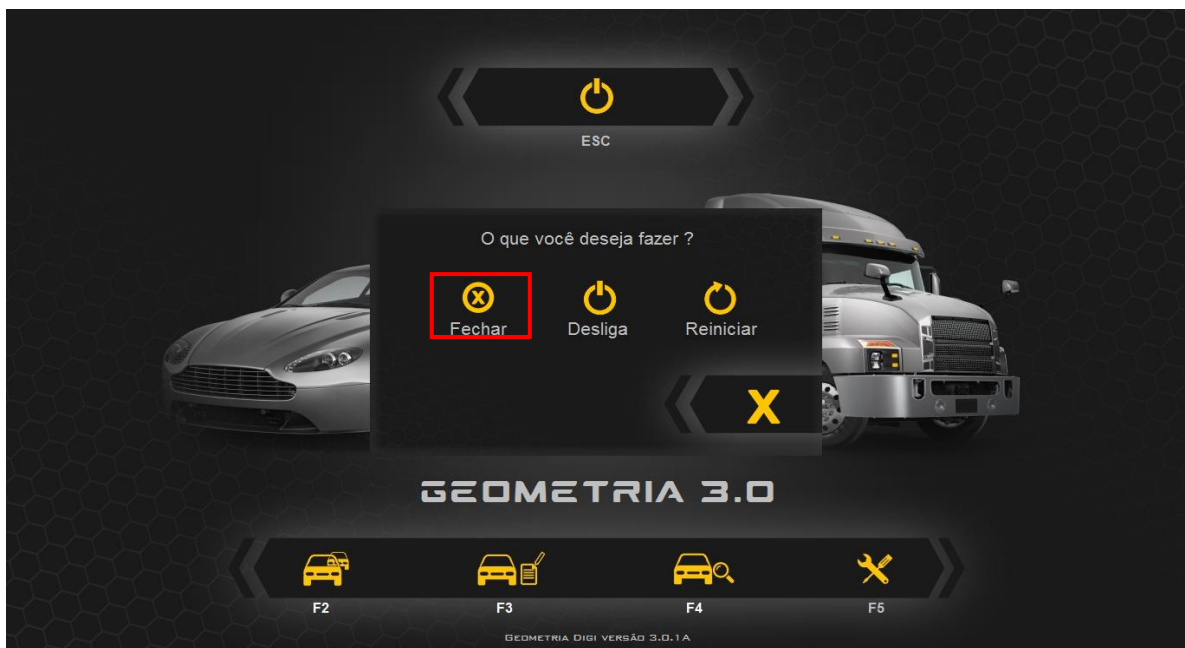 ESC
O que você deseja fazer ?
Fechar Desliga Reiniciar
X
GEOMETRIA 3.0
F2 F3 F4 F5
GEOMETRIA DIGI VERSÃO 3.0.1A